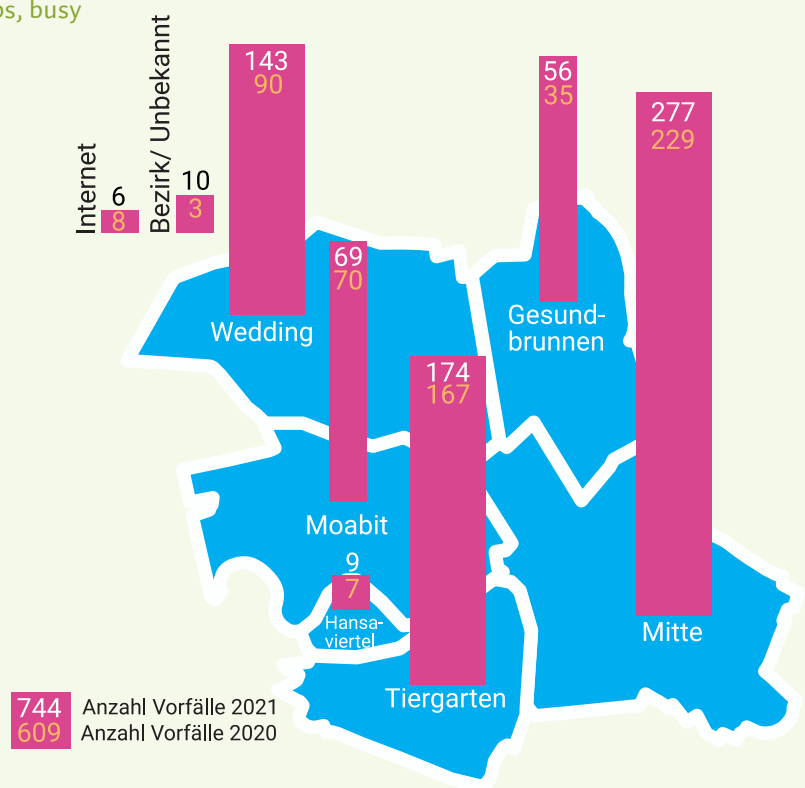 busy
Internet
6
8
Bezirk/ Unbekannt
10
3
143
90
Wedding
69
70
Moabit
56
35
Gesund-
brunnen
277
229
Mitte
174
167
Tiergarten
9
7
Hansa-
viertel
744 Anzahl Vorfälle 2021
609 Anzahl Vorfälle 2020